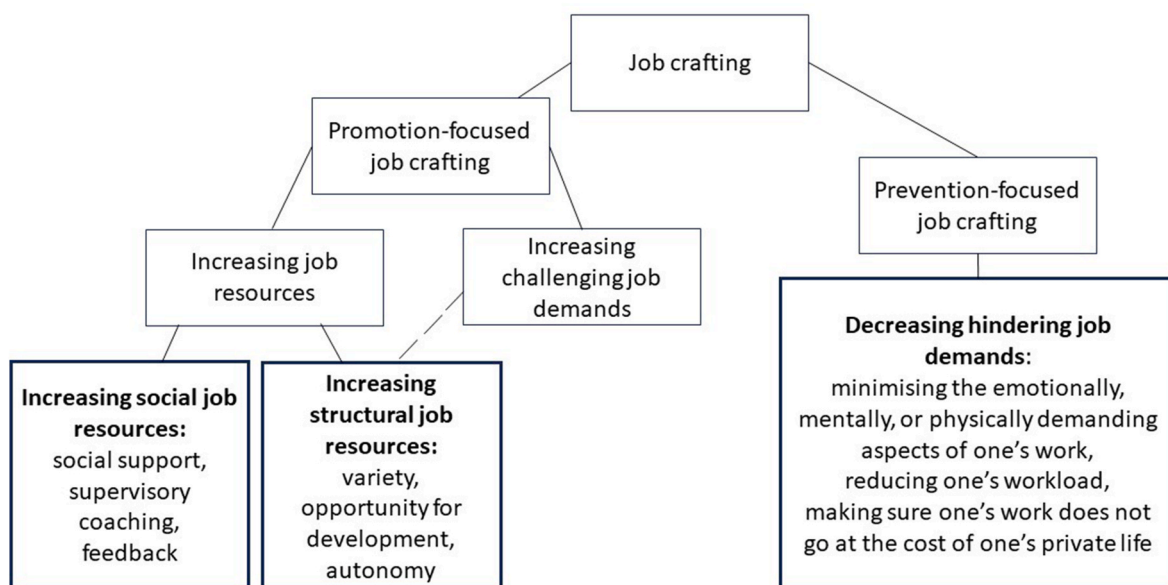 Job crafting
Promotion-focused
job crafting
Prevention-focused
job crafting
Increasing job
resources
Increasing
challenging job
demands
Increasing social job
resources:
social support,
supervisory
coaching,
feedback
Increasing
structural job
resources:
variety,
opportunity for
development,
autonomy
Decreasing hindering job
demands:
minimising the emotionally,
mentally, or physically demanding
aspects of one’s work,
reducing one’s workload,
making sure one’s work does not
go at the cost of one’s private life